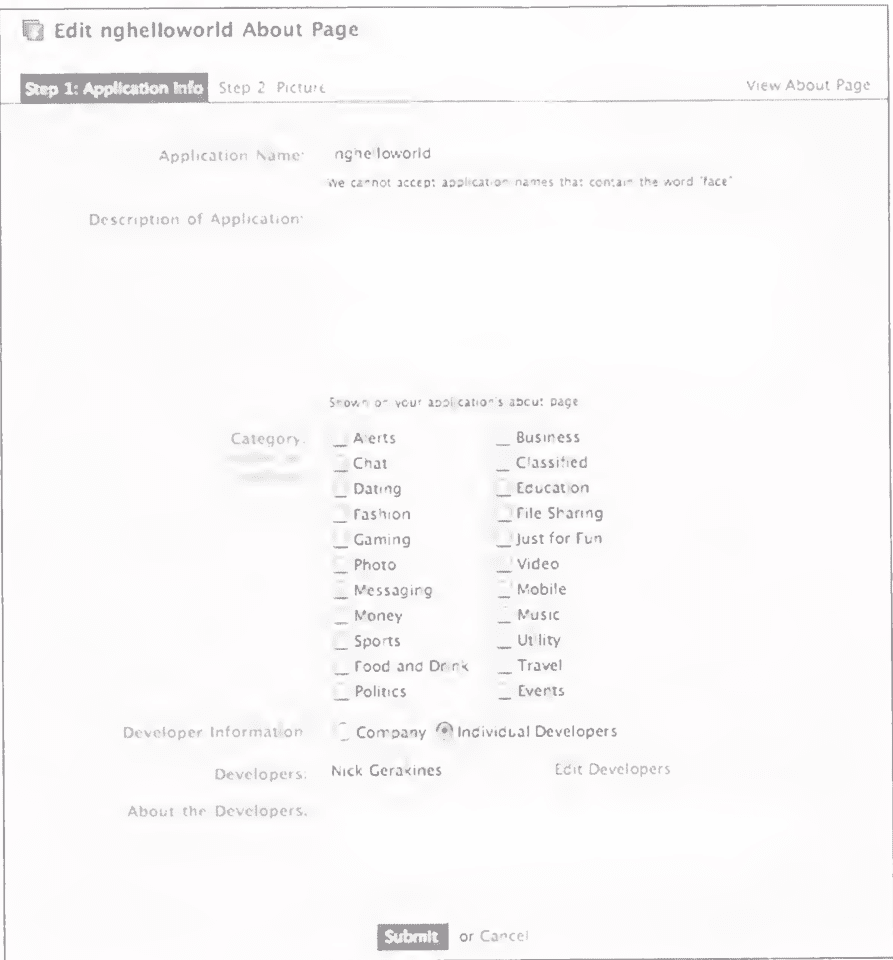 Edit nghelloworld About Page
Step 1: Application Info Step 2 Picture View About Page
Application Name: nghelloworld
We cannot accept application names that contain the word "face"
Description of Application:
Shown on your application's about page
Category:
Alerts Business
Chat Classified
Dating Education
Fashion File Sharing
Gaming Just for Fun
Photo Video
Messaging Mobile
Money Music
Sports Utility
Food and Drink Travel
Politics Events
Developer Information Company Individual Developers
Developers: Nick Gerakines Edit Developers
About the Developers:
Submit or Cancel